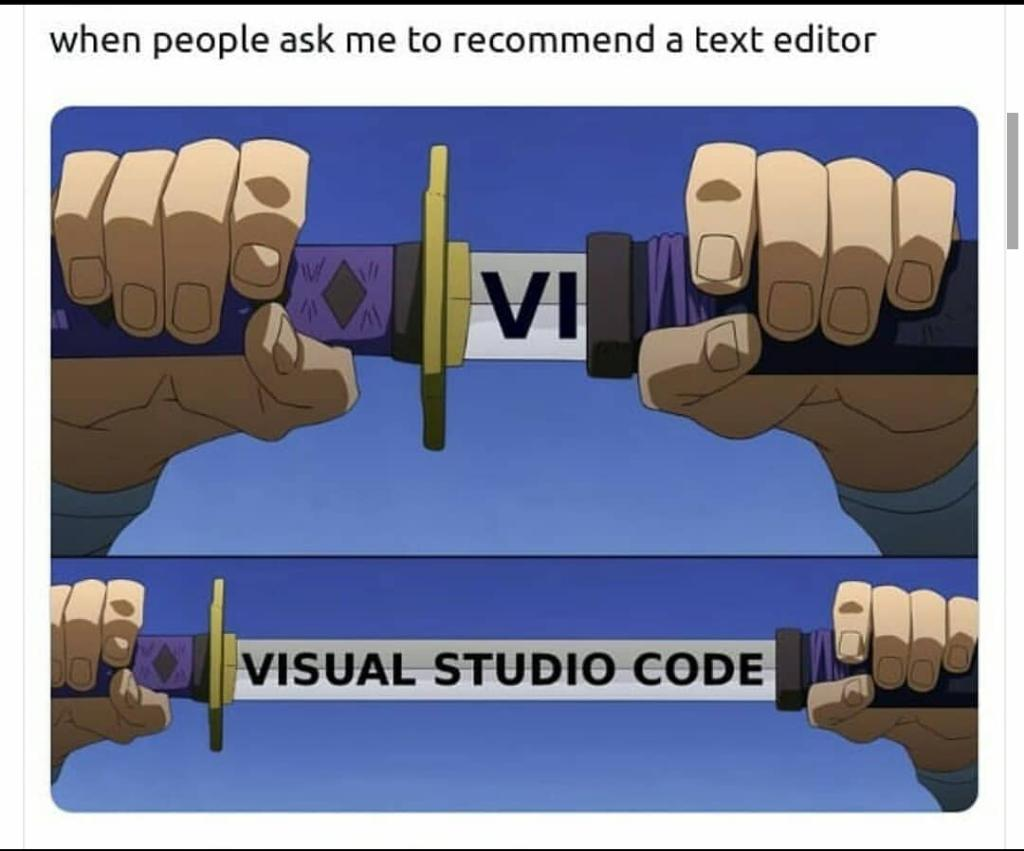 when people ask me to recommend a text editor
VI
VISUAL STUDIO CODE